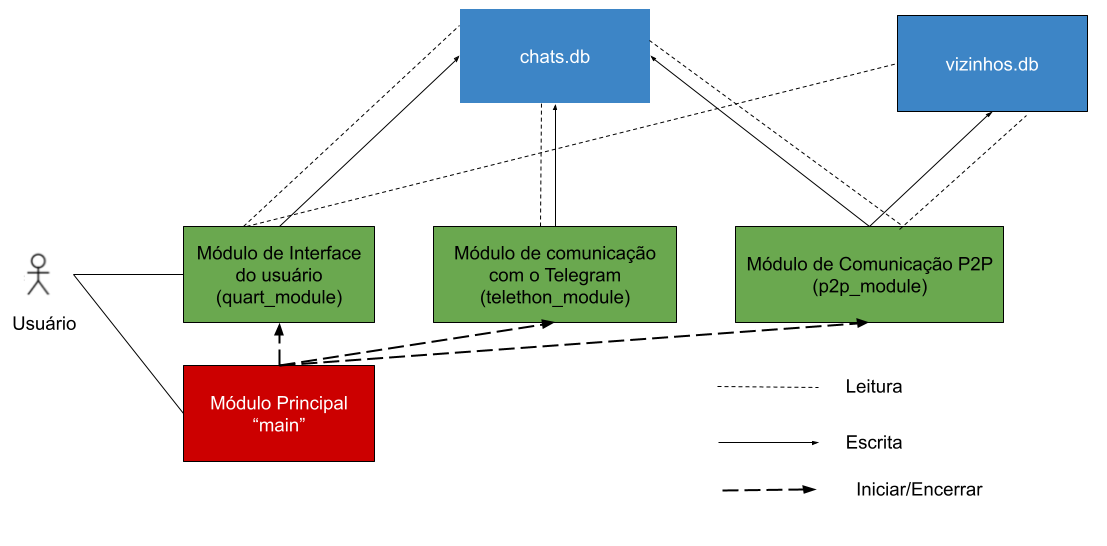 chats.db
vizinhos.db
Módulo de Interface
do usuário
(quart_module)
Módulo de comunicação
com o Telegram
(telethon_module)
Módulo de Comunicação P2P
(p2p_module)
Usuário
Módulo Principal
“main”
Leitura
Escrita
Iniciar/Encerrar